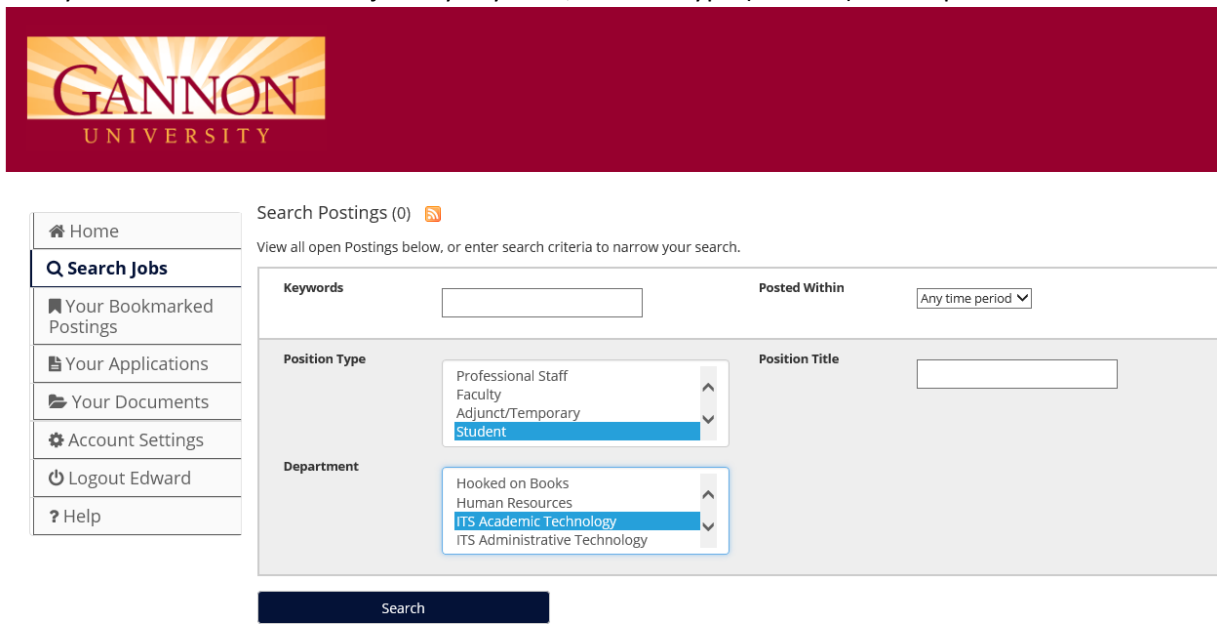 GANNON
UNIVERSITY
Home
Search Jobs
Your Bookmarked
Postings
Your Applications
Your Documents
Account Settings
Logout Edward
? Help
Search Postings (0)
View all open Postings below, or enter search criteria to narrow your search.
Keywords
Posted Within
Any time period
Position Type
Professional Staff
Faculty
Adjunct/Temporary
Student
Position Title
Department
Hooked on Books
Human Resources
ITS Academic Technology
ITS Administrative Technology
Search